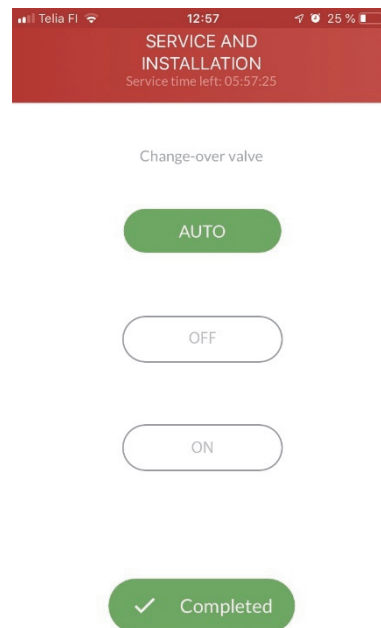 Telia FI 12:57 25 %
SERVICE AND
INSTALLATION
Service time left: 05:57:25
Change-over valve
AUTO
OFF
ON
Completed